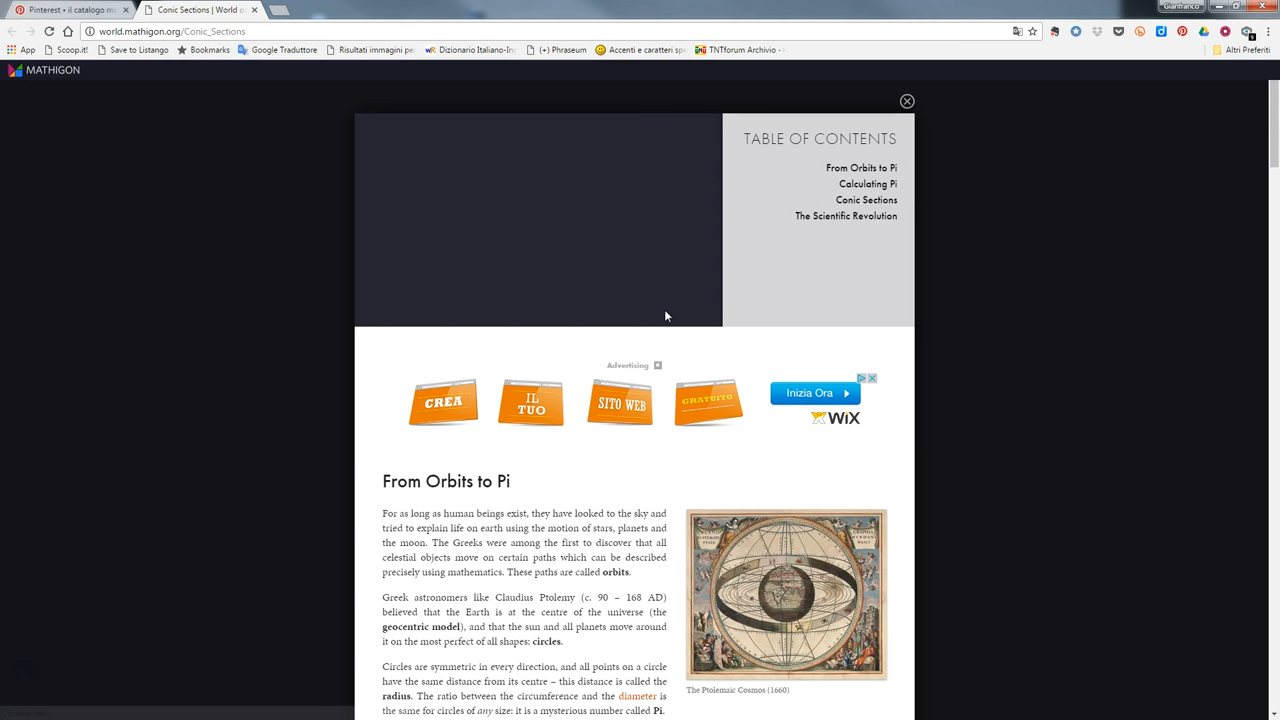 Gianfranco
Pinterest • il catalogo m
Conic Sections | World o
world.mathigon.org/Conic_Sections
App
Scoop.it!
Save to Listango
Bookmarks
Google Traduttore
Risultati immagini per
Dizionario Italiano-In
(+) Phraseum
Accenti e caratteri spe
TNTforum Archivio ->
Altri Preferiti
MATHIGON
TABLE OF CONTENTS
From Orbits to Pi
Calculating Pi
Conic Sections
The Scientific Revolution
Advertising
CREA
IL
TUO
SITO WEB
GRATUITO
Inizia Ora
WiX
From Orbits to Pi
For as long as human beings exist, they have looked to the sky and
tried to explain life on earth using the motion of stars, planets and
the moon. The Greeks were among the first to discover that all
celestial objects move on certain paths which can be described
precisely using mathematics. These paths are called orbits.
Greek astronomers like Claudius Ptolemy (c. 90 – 168 AD)
believed that the Earth is at the centre of the universe (the
geocentric model), and that the sun and all planets move around
it on the most perfect of all shapes: circles.
Circles are symmetric in every direction, and all points on a circle
have the same distance from its centre – this distance is called the
radius. The ratio between the circumference and the diameter is
the same for circles of any size: it is a mysterious number called Pi.
The Ptolemaic Cosmos (1660)